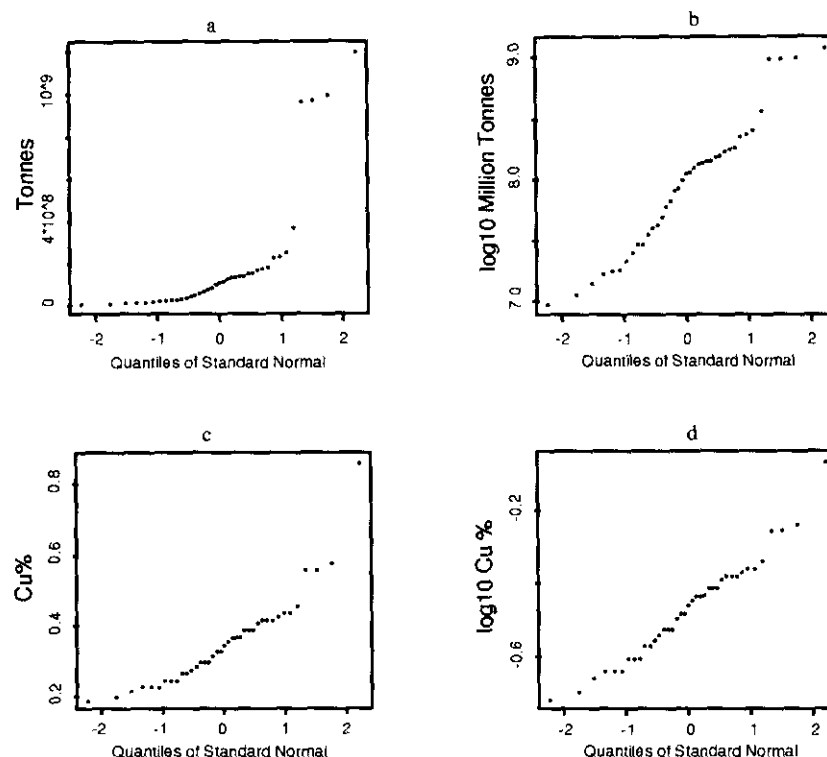 a
Tonnes
10^9
4*10^8
0
-2 -1 0 1 2
Quantiles of Standard Normal
b
log10 Million Tonnes
9.0
8.0
7.0
-2 -1 0 1 2
Quantiles of Standard Normal
c
Cu%
0.8
0.6
0.4
0.2
-2 -1 0 1 2
Quantiles of Standard Normal
d
log10 Cu %
-0.2
-0.6
-2 -1 0 1 2
Quantiles of Standard Normal